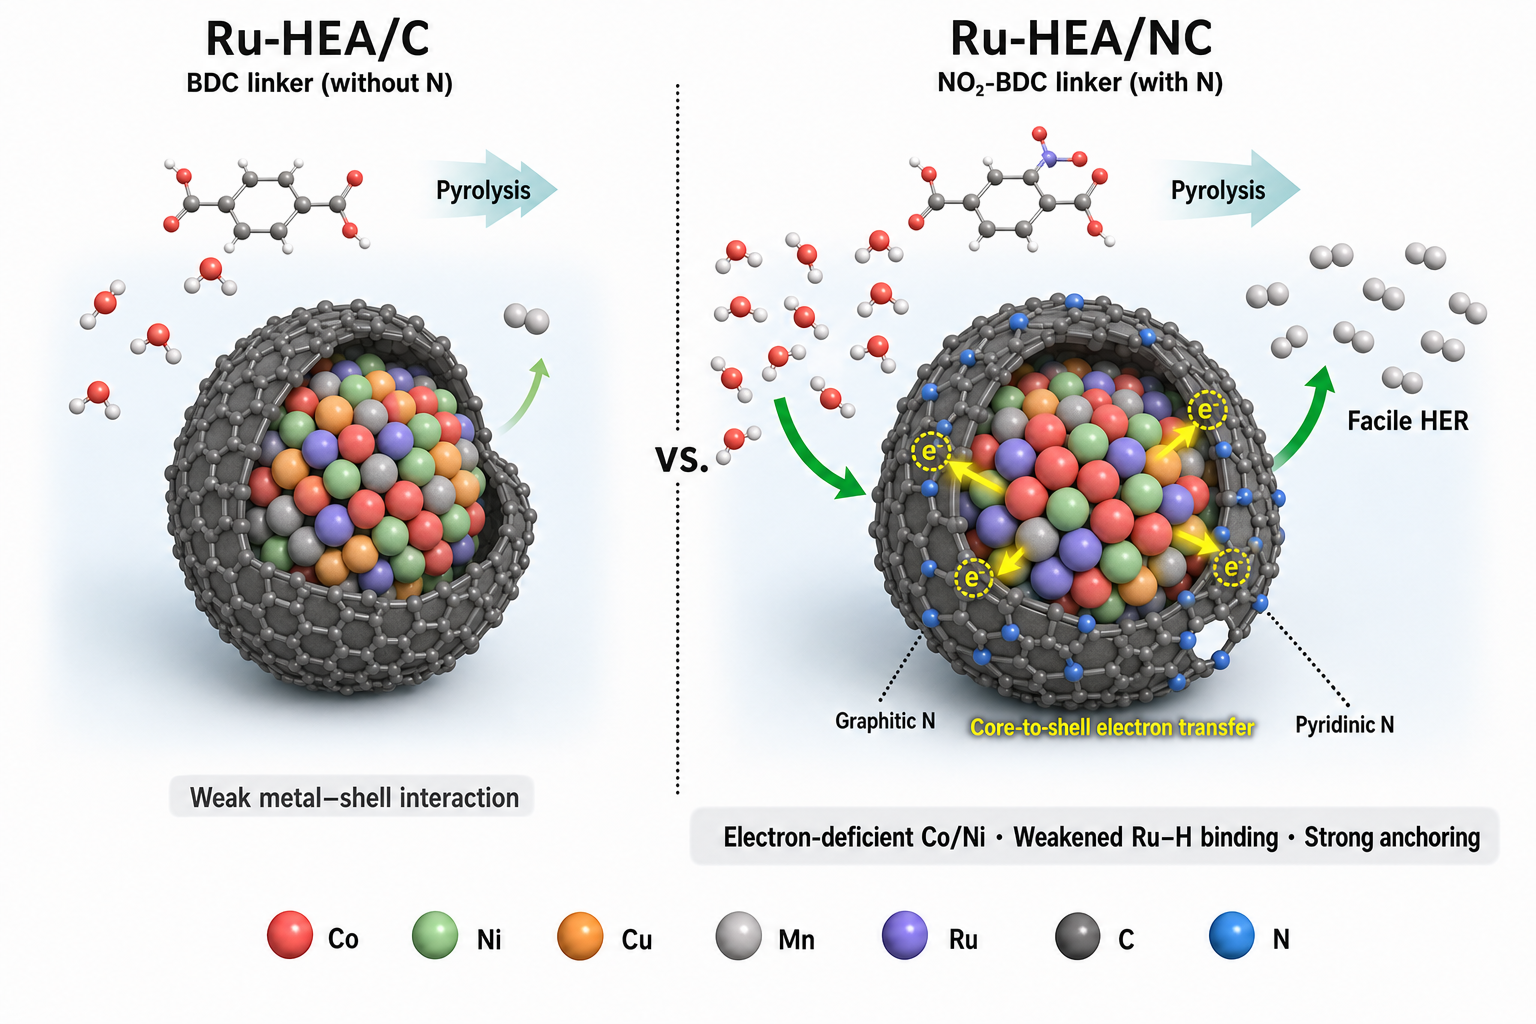 Ru-HEA/C
BDC linker (without N)
Pyrolysis
Weak metal–shell interaction
vs.
Ru-HEA/NC
NO₂-BDC linker (with N)
Pyrolysis
Facile HER
e⁻
e⁻
e⁻
e⁻
Graphitic N
Core-to-shell electron transfer
Pyridinic N
Electron-deficient Co/Ni · Weakened Ru–H binding · Strong anchoring
Co
Ni
Cu
Mn
Ru
C
N